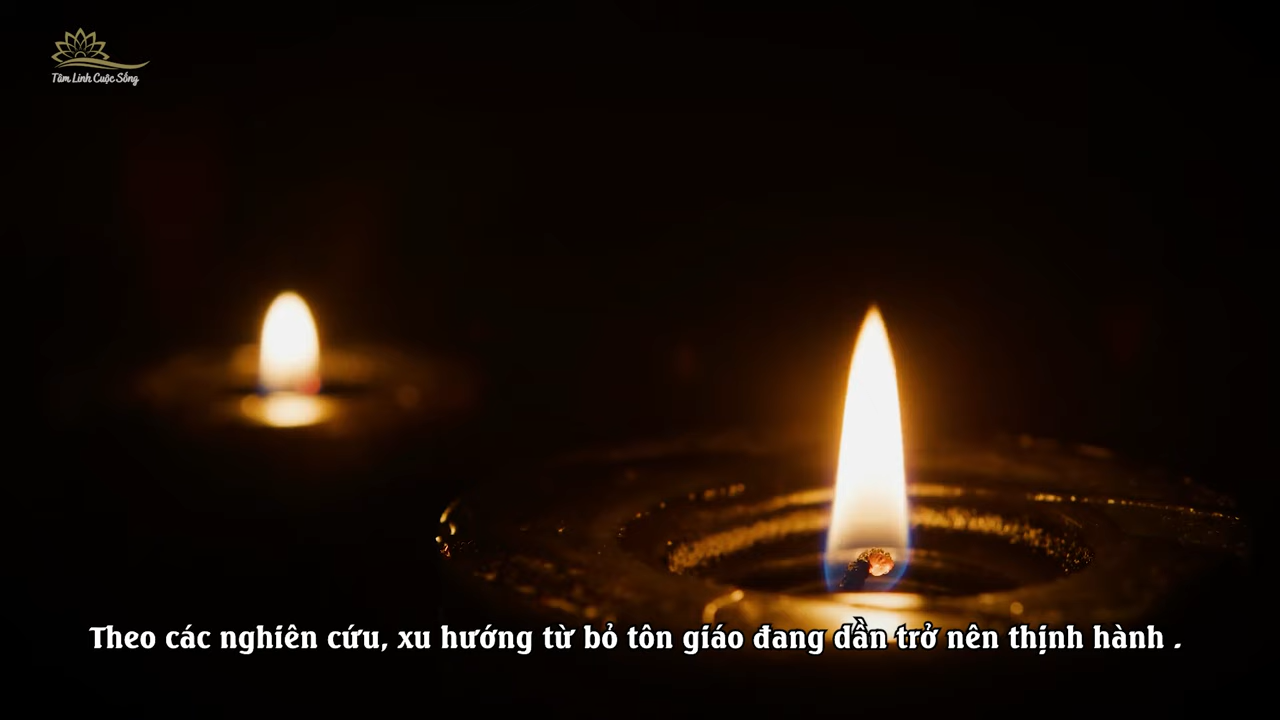 Tâm Linh Cuộc Sống
Theo các nghiên cứu, xu hướng từ bỏ tôn giáo đang dần trở nên thịnh hành .